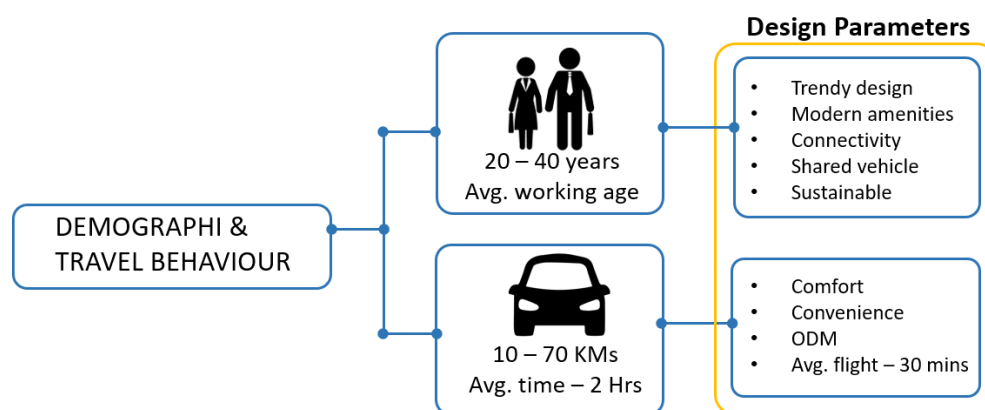 Design Parameters
DEMOGRAPHI &
TRAVEL BEHAVIOUR
20 – 40 years
Avg. working age
• Trendy design
• Modern amenities
• Connectivity
• Shared vehicle
• Sustainable
10 – 70 KMs
Avg. time – 2 Hrs
• Comfort
• Convenience
• ODM
• Avg. flight – 30 mins